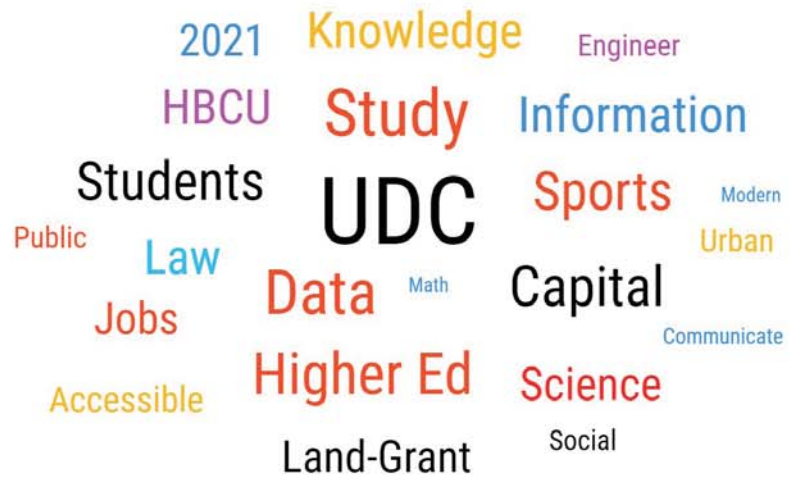 2021 Knowledge Engineer
HBCU Study Information
Students UDC Sports Modern
Public Law Urban
Data Math Capital
Jobs Communicate
Higher Ed Science
Accessible Social
Land-Grant